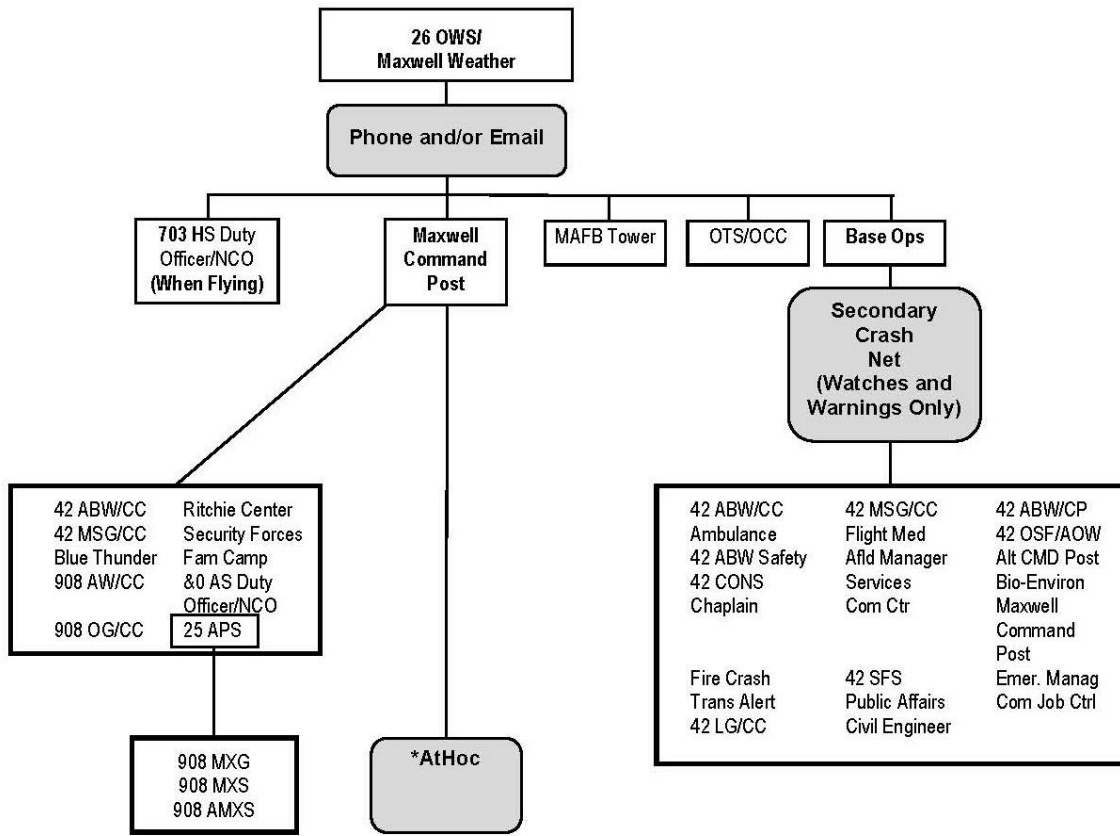 26 OWS/
Maxwell Weather
Phone and/or Email
703 HS Duty
Officer/NCO
(When Flying)
Maxwell
Command
Post
MAFB Tower
OTS/OCC
Base Ops
Secondary
Crash
Net
(Watches and
Warnings Only)
42 ABW/CC Ritchie Center
42 MSG/CC Security Forces
Blue Thunder Fam Camp
908 AW/CC &0 AS Duty
Officer/NCO
908 OG/CC 25 APS
908 MXG
908 MXS
908 AMXS
*AtHoc
42 ABW/CC 42 MSG/CC 42 ABW/CP
Ambulance Flight Med 42 OSF/AOW
42 ABW Safety Afld Manager Alt CMD Post
42 CONS Services Bio-Environ
Chaplain Com Ctr Maxwell
Command
Post
Fire Crash 42 SFS Emer. Manag
Trans Alert Public Affairs Com Job Ctrl
42 LG/CC Civil Engineer